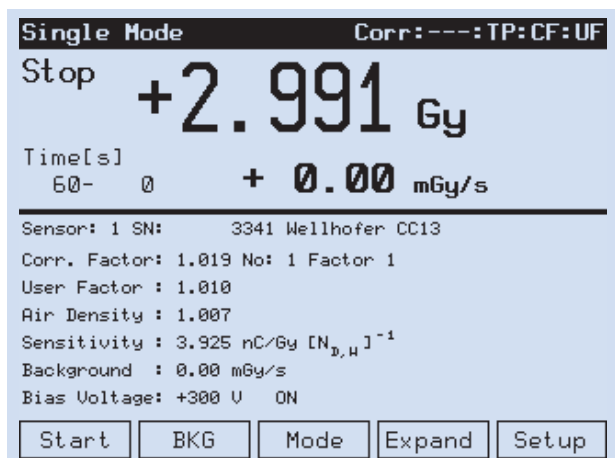 Single Mode Corr:---:TP:CF:UF
Stop +2.991 Gy
Time[s]
60- 0 + 0.00 mGy/s
Sensor: 1 SN: 3341 Wellhofer CC13
Corr. Factor: 1.019 No: 1 Factor 1
User Factor : 1.010
Air Density : 1.007
Sensitivity : 3.925 nC/Gy [N_D,W]^-1
Background : 0.00 mGy/s
Bias Voltage: +300 V ON
Start BKG Mode Expand Setup